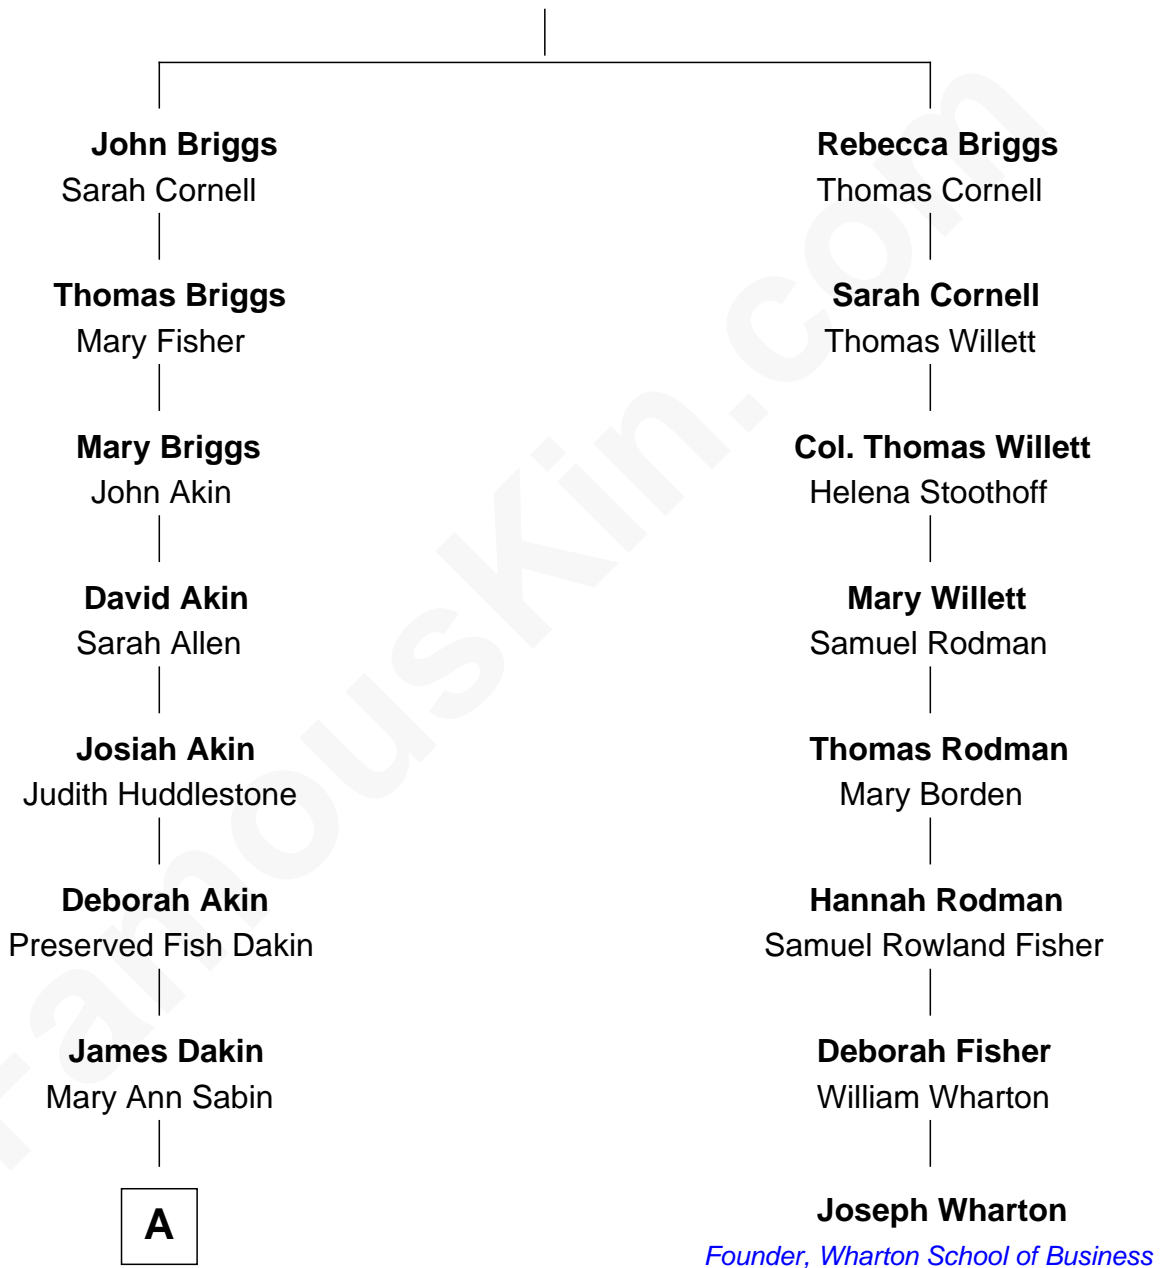 John Briggs
Sarah Cornell
Thomas Briggs
Mary Fisher
Mary Briggs
John Akin
David Akin
Sarah Allen
Josiah Akin
Judith Huddlestone
Deborah Akin
Preserved Fish Dakin
James Dakin
Mary Ann Sabin
A
Rebecca Briggs
Thomas Cornell
Sarah Cornell
Thomas Willett
Col. Thomas Willett
Helena Stoothoff
Mary Willett
Samuel Rodman
Thomas Rodman
Mary Borden
Hannah Rodman
Samuel Rowland Fisher
Deborah Fisher
William Wharton
Joseph Wharton
Founder, Wharton School of Business
FamousKin.com